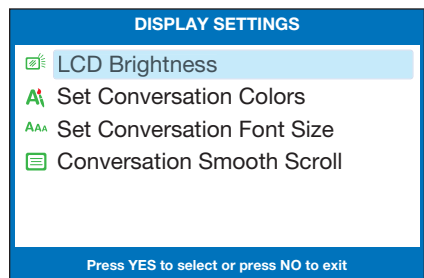 DISPLAY SETTINGS
LCD Brightness
Set Conversation Colors
Set Conversation Font Size
Conversation Smooth Scroll
Press YES to select or press NO to exit